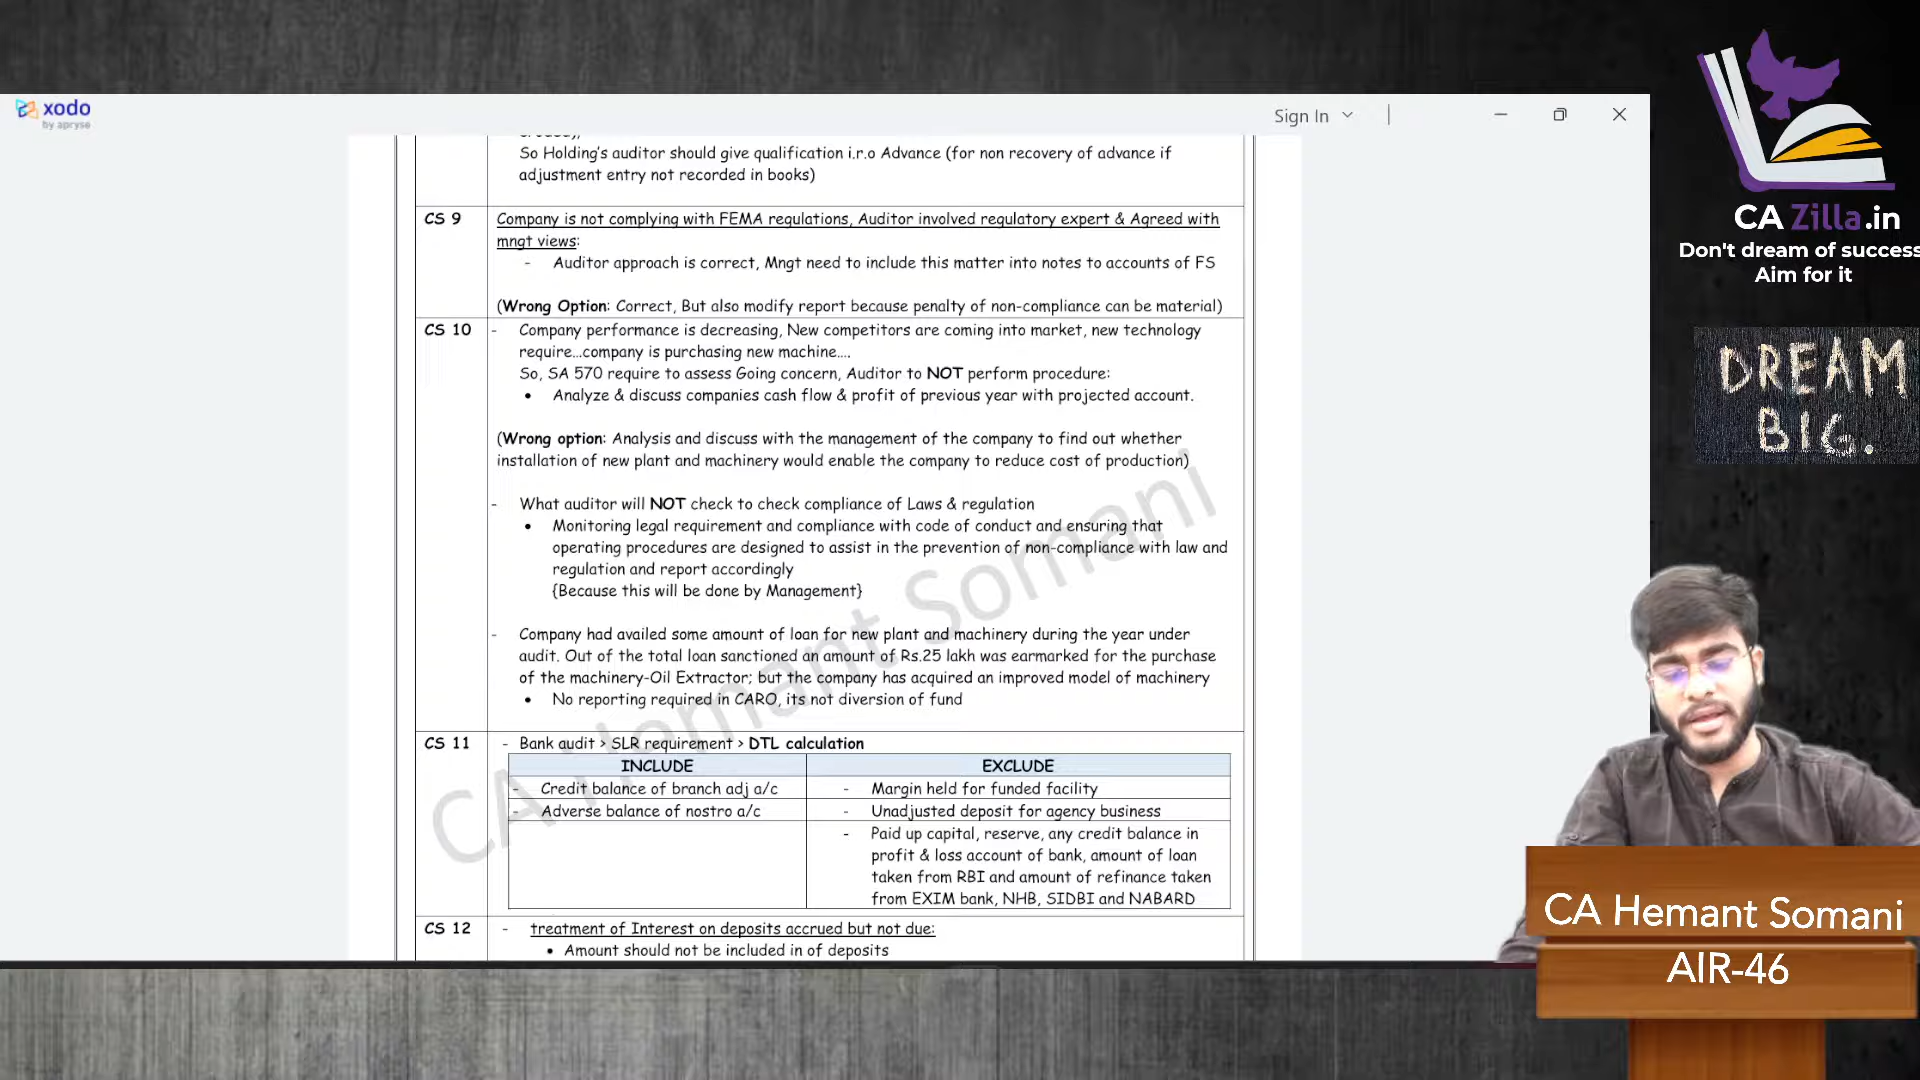 xodo
by apryse
Sign In
So Holding's auditor should give qualification i.r.o Advance (for non recovery of advance if
adjustment entry not recorded in books)
CS 9
Company is not complying with FEMA regulations, Auditor involved regulatory expert & Agreed with
mngt views:
- Auditor approach is correct, Mngt need to include this matter into notes to accounts of FS
(Wrong Option: Correct, But also modify report because penalty of non-compliance can be material)
CS 10
- Company performance is decreasing, New competitors are coming into market, new technology
require...company is purchasing new machine....
So, SA 570 require to assess Going concern, Auditor to NOT perform procedure:
• Analyze & discuss companies cash flow & profit of previous year with projected account.
(Wrong option: Analysis and discuss with the management of the company to find out whether
installation of new plant and machinery would enable the company to reduce cost of production)
- What auditor will NOT check to check compliance of Laws & regulation
• Monitoring legal requirement and compliance with code of conduct and ensuring that
operating procedures are designed to assist in the prevention of non-compliance with law and
regulation and report accordingly
{Because this will be done by Management}
- Company had availed some amount of loan for new plant and machinery during the year under
audit. Out of the total loan sanctioned an amount of Rs.25 lakh was earmarked for the purchase
of the machinery-Oil Extractor; but the company has acquired an improved model of machinery
• No reporting required in CARO, its not diversion of fund
CS 11
- Bank audit > SLR requirement > DTL calculation
INCLUDE
EXCLUDE
- Credit balance of branch adj a/c
- Margin held for funded facility
- Adverse balance of nostro a/c
- Unadjusted deposit for agency business
- Paid up capital, reserve, any credit balance in
profit & loss account of bank, amount of loan
taken from RBI and amount of refinance taken
from EXIM bank, NHB, SIDBI and NABARD
CS 12
- treatment of Interest on deposits accrued but not due:
• Amount should not be included in of deposits
CA Hemant Somani
CA Zilla.in
Don't dream of success
Aim for it
DREAM
BIG.
CA Hemant Somani
AIR-46